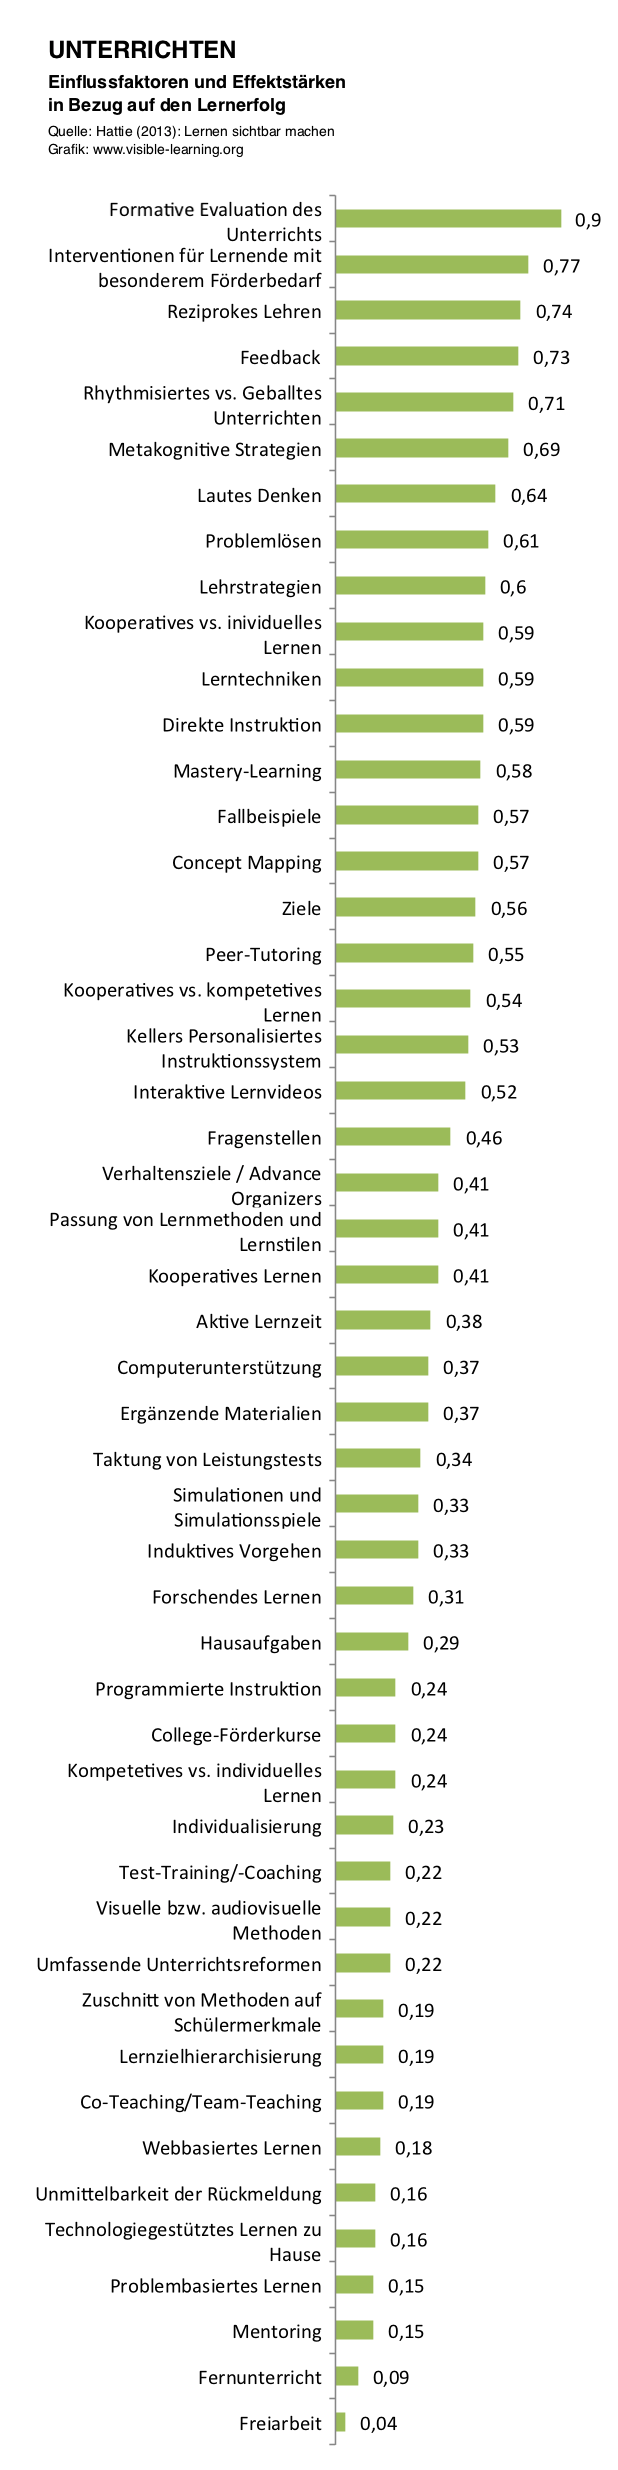 UNTERRICHTEN
Einflussfaktoren und Effektstärken
in Bezug auf den Lernerfolg
Quelle: Hattie (2013): Lernen sichtbar machen
Grafik: www.visible-learning.org
Formative Evaluation des
Unterrichts
0,9
Interventionen für Lernende mit
besonderem Förderbedarf
0,77
Reziprokes Lehren
0,74
Feedback
0,73
Rhythmisiertes vs. Geballtes
Unterrichten
0,71
Metakognitive Strategien
0,69
Lautes Denken
0,64
Problemlösen
0,61
Lehrstrategien
0,6
Kooperatives vs. inividuelles
Lernen
0,59
Lerntechniken
0,59
Direkte Instruktion
0,59
Mastery-Learning
0,58
Fallbeispiele
0,57
Concept Mapping
0,57
Ziele
0,56
Peer-Tutoring
0,55
Kooperatives vs. kompetetives
Lernen
0,54
Kellers Personalisiertes
Instruktionssystem
0,53
Interaktive Lernvideos
0,52
Fragenstellen
0,46
Verhaltensziele / Advance
Organizers
0,41
Passung von Lernmethoden und
Lernstilen
0,41
Kooperatives Lernen
0,41
Aktive Lernzeit
0,38
Computerunterstützung
0,37
Ergänzende Materialien
0,37
Taktung von Leistungstests
0,34
Simulationen und
Simulationsspiele
0,33
Induktives Vorgehen
0,33
Forschendes Lernen
0,31
Hausaufgaben
0,29
Programmierte Instruktion
0,24
College-Förderkurse
0,24
Kompetetives vs. individuelles
Lernen
0,24
Individualisierung
0,23
Test-Training/-Coaching
0,22
Visuelle bzw. audiovisuelle
Methoden
0,22
Umfassende Unterrichtsreformen
0,22
Zuschnitt von Methoden auf
Schülermerkmale
0,19
Lernzielhierarchisierung
0,19
Co-Teaching/Team-Teaching
0,19
Webbasiertes Lernen
0,18
Unmittelbarkeit der Rückmeldung
0,16
Technologiegestütztes Lernen zu
Hause
0,16
Problembasiertes Lernen
0,15
Mentoring
0,15
Fernunterricht
0,09
Freiarbeit
0,04